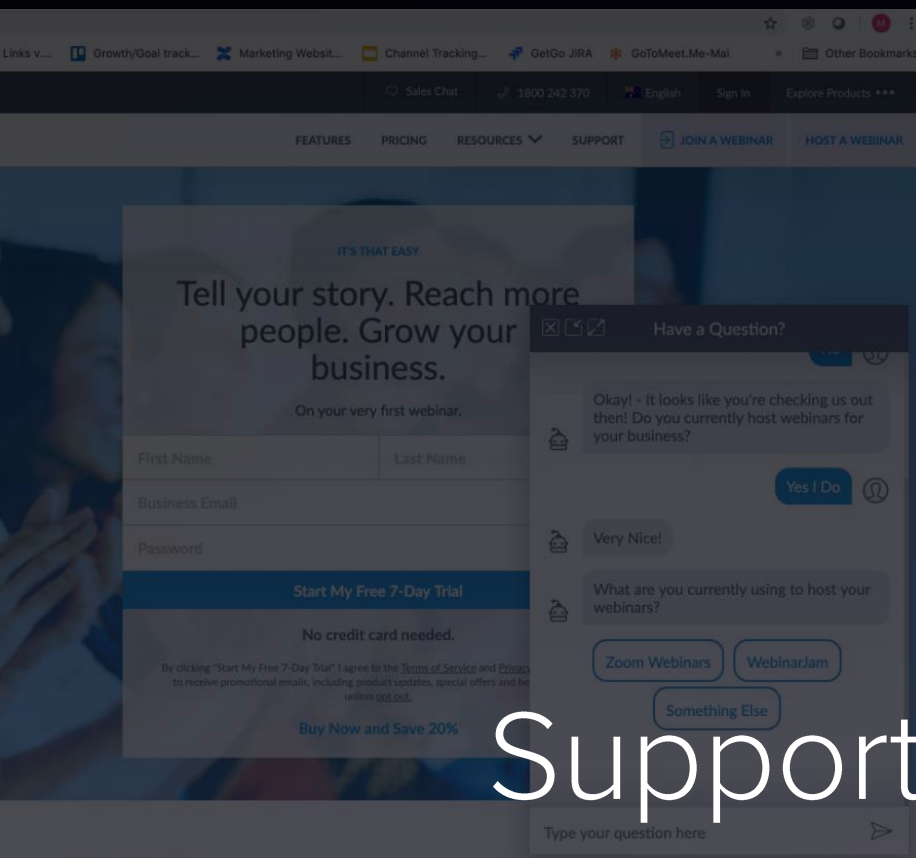 M
Links v....
Growth/Goal track...
Marketing Websit...
Channel Tracking...
GetGo JIRA
GoToMeet.Me-Mai
»
Other Bookmarks
Sales Chat
1800 242 370
English
Sign In
Explore Products •••
FEATURES
PRICING
RESOURCES
SUPPORT
JOIN A WEBINAR
HOST A WEBINAR
IT'S THAT EASY
Tell your story. Reach more
people. Grow your
business.
On your very first webinar.
First Name
Last Name
Business Email
Password
Start My Free 7-Day Trial
No credit card needed.
By clicking "Start My Free 7-Day Trial" I agree to the Terms of Service and Privacy
to receive promotional emails, including product updates, special offers and be
unless opt out.
Buy Now and Save 20%
Have a Question?
Okay! - It looks like you're checking us out
then! Do you currently host webinars for
your business?
Yes I Do
Very Nice!
What are you currently using to host your
webinars?
Zoom Webinars
WebinarJam
Something Else
Support
Type your question here